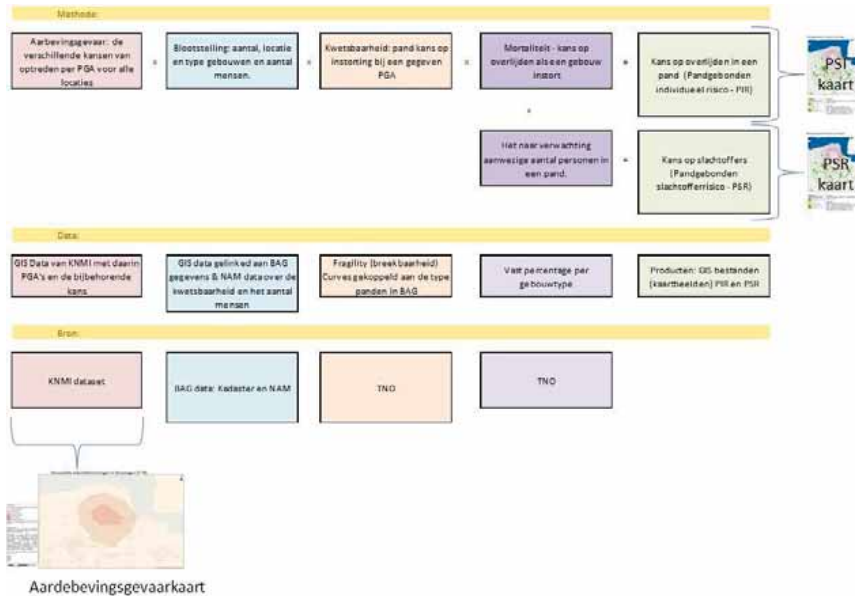 Methode:
Aarbevingsgevaar: de
verschillende kansen van
optreden per PGA voor alle
locaties
Blootstelling: aantal, locatie
en type gebouwen en aantal
mensen.
Kwetsbaarheid: pand kans op
instorting bij een gegeven
PGA
Mortaliteit - kans op
overlijden als een gebouw
instort
Kans op overlijden in een
pand (Pandgebonden
individueel risico - PIR)
PSI
kaart
Het naar verwachting
aanwezige aantal personen in
een pand.
Kans op slachtoffers
(Pandgebonden
slachtofferrisico - PSR)
PSR
kaart
Data:
GIS Data van KNMI met daarin
PGA's en de bijbehorende
kans
GIS data gelinked aan BAG
gegevens & NAM data over de
kwetsbaarheid en het aantal
mensen
Fragility (breekbaarheid)
Curves gekoppeld aan de type
panden in BAG
Vast percentage per
gebouwtype
Producten: GIS bestanden
(kaartbeelden) PIR en PSR
Bron:
KNMI dataset
BAG data: Kadaster en NAM
TNO
TNO
Aardebevingsgevaarkaart